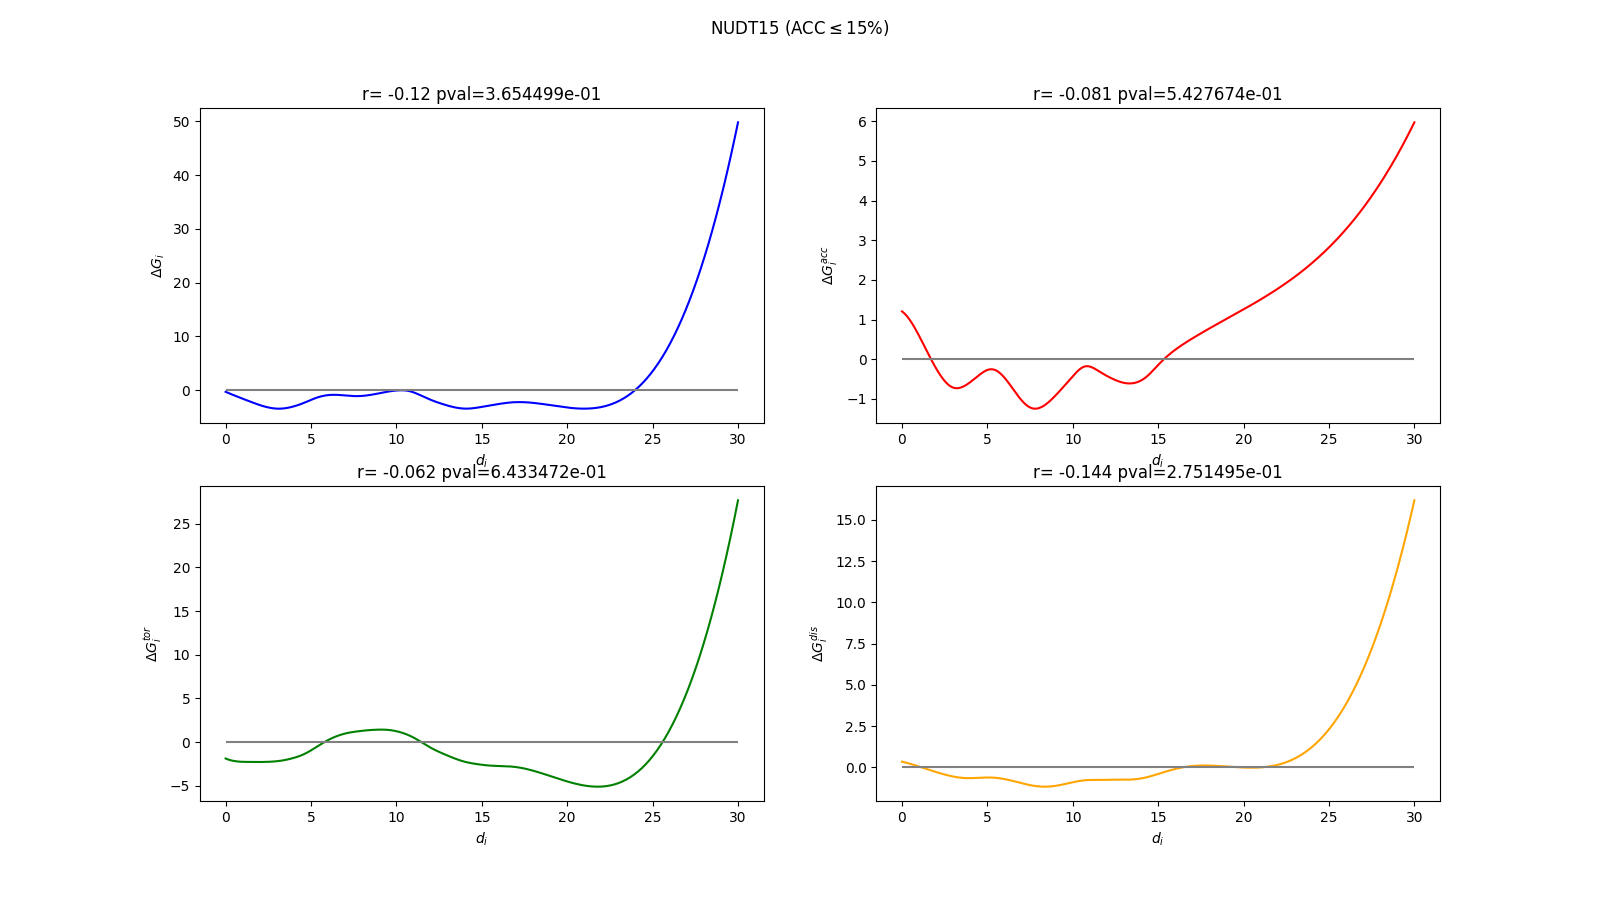 NUDT15 (ACC ≤ 15%)
r= -0.12 pval=3.654499e-01
50
40
30
20
10
0
ΔG_i
0 5 10 15 20 25 30
d_i
r= -0.081 pval=5.427674e-01
6
5
4
3
2
1
0
−1
ΔG_i^acc
0 5 10 15 20 25 30
d_i
r= -0.062 pval=6.433472e-01
25
20
15
10
5
0
−5
ΔG_i^tor
0 5 10 15 20 25 30
d_i
r= -0.144 pval=2.751495e-01
15.0
12.5
10.0
7.5
5.0
2.5
0.0
ΔG_i^dis
0 5 10 15 20 25 30
d_i